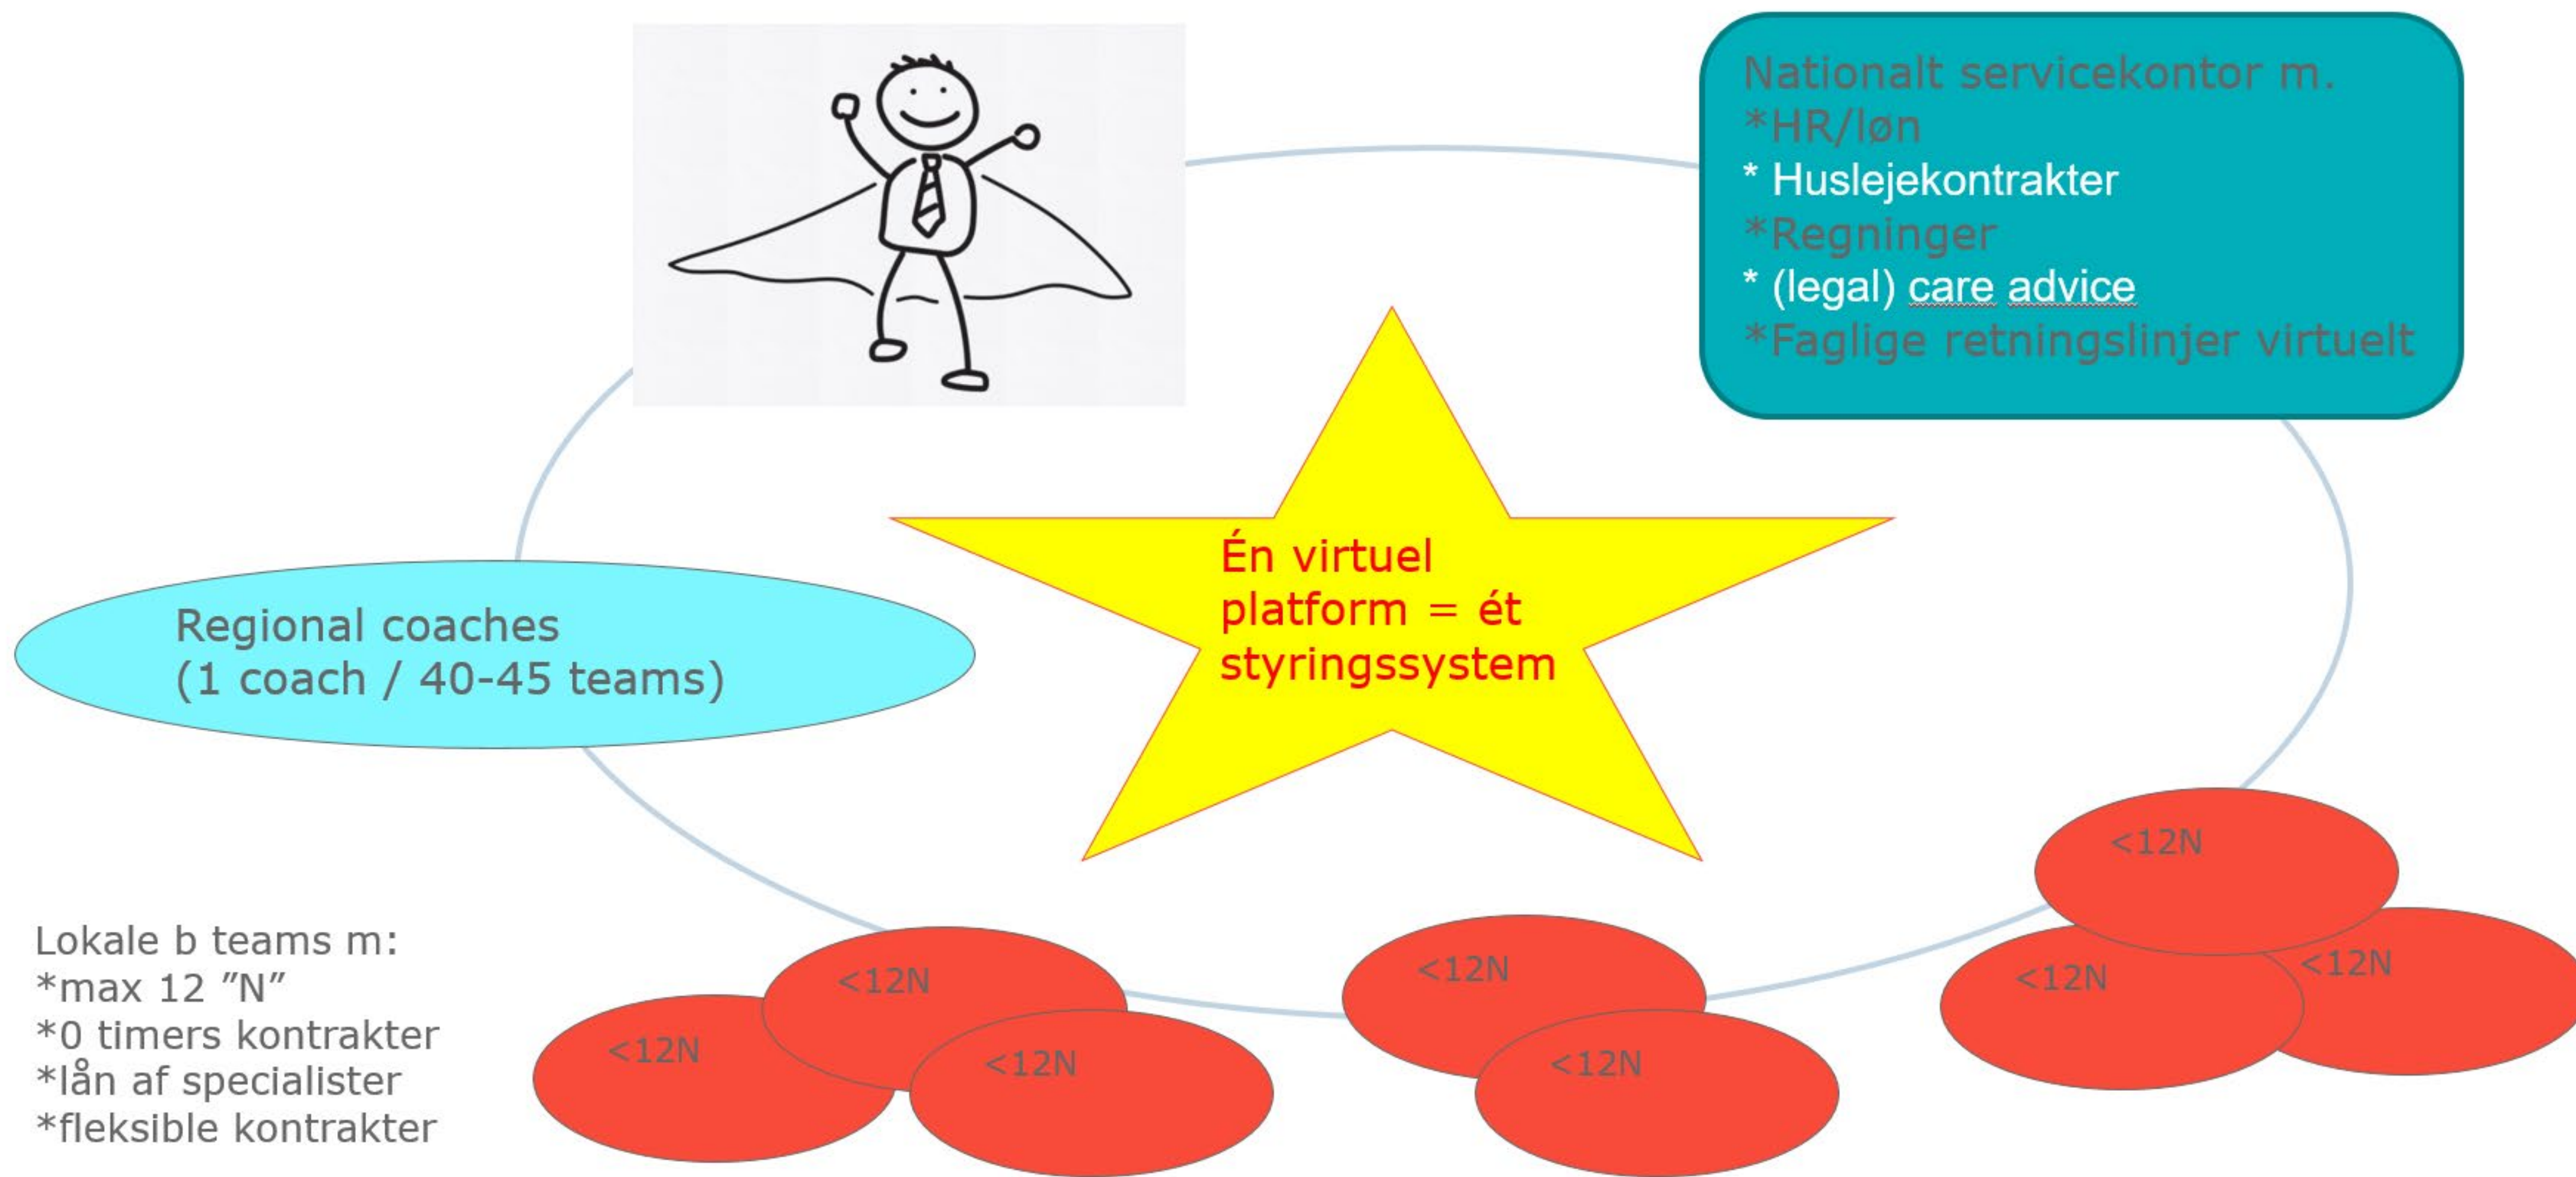 Nationalt servicekontor m.
*HR/løn
* Huslejekontrakter
*Regninger
* (legal) care advice
*Faglige retningslinjer virtuelt
Én virtuel
platform = ét
styringssystem
Regional coaches
(1 coach / 40-45 teams)
Lokale b teams m:
*max 12 ”N”
*0 timers kontrakter
*lån af specialister
*fleksible kontrakter
<12N
<12N
<12N
<12N
<12N
<12N
<12N
<12N